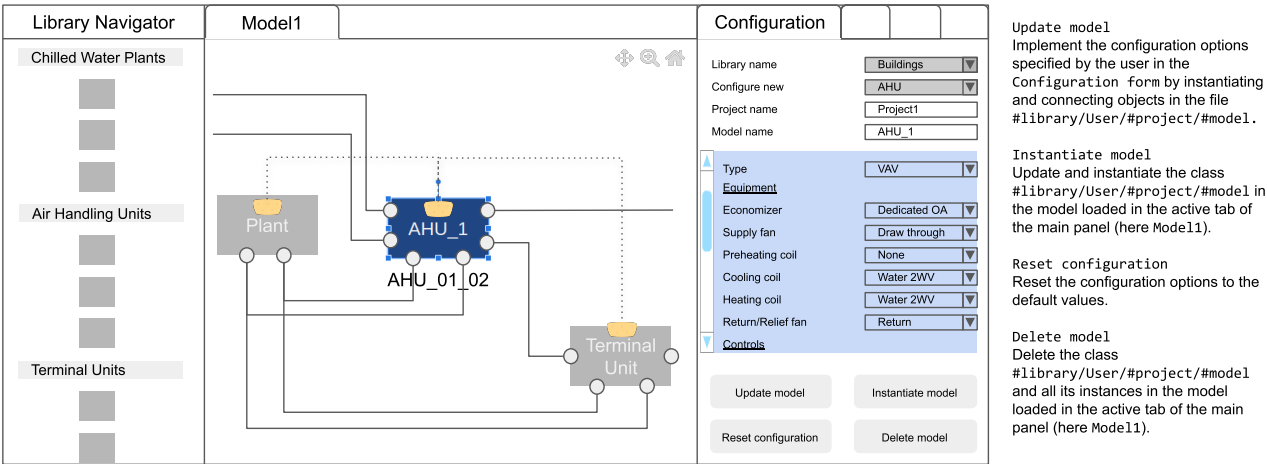 Library Navigator
Chilled Water Plants
Air Handling Units
Terminal Units
Model1
Plant
AHU_1
AHU_01_02
Terminal
Unit
Configuration
Library name Buildings
Configure new AHU
Project name Project1
Model name AHU_1
Type VAV
Equipment
Economizer Dedicated OA
Supply fan Draw through
Preheating coil None
Cooling coil Water 2WV
Heating coil Water 2WV
Return/Relief fan Return
Controls
Update model Instantiate model
Reset configuration Delete model
Update model
Implement the configuration options
specified by the user in the
Configuration form by instantiating
and connecting objects in the file
#library/User/#project/#model.
Instantiate model
Update and instantiate the class
#library/User/#project/#model in
the model loaded in the active tab of
the main panel (here Model1).
Reset configuration
Reset the configuration options to the
default values.
Delete model
Delete the class
#library/User/#project/#model
and all its instances in the model
loaded in the active tab of the main
panel (here Model1).